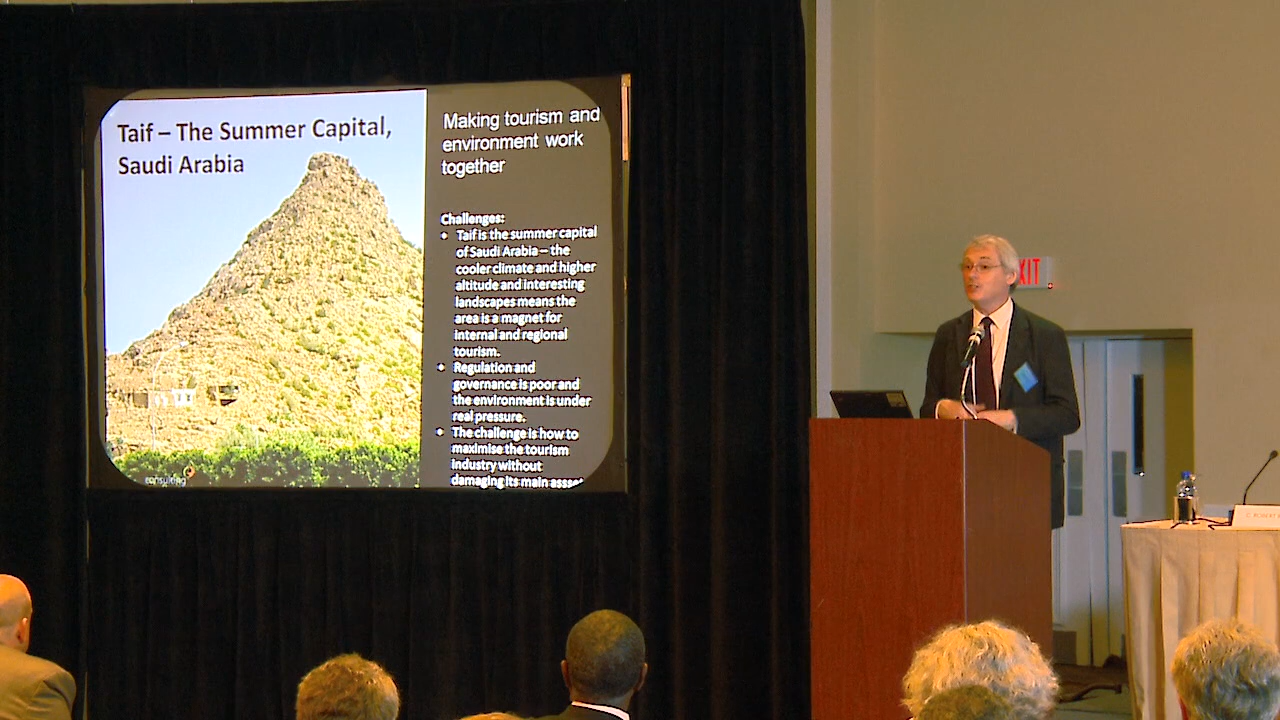 Taif – The Summer Capital,
Saudi Arabia
consulting
Making tourism and
environment work
together
Challenges:
• Taif is the summer capital
of Saudi Arabia – the
cooler climate and higher
altitude and interesting
landscapes means the
area is a magnet for
internal and regional
tourism.
• Regulation and
governance is poor and
the environment is under
real pressure.
• The challenge is how to
maximise the tourism
industry without
damaging its main
EXIT